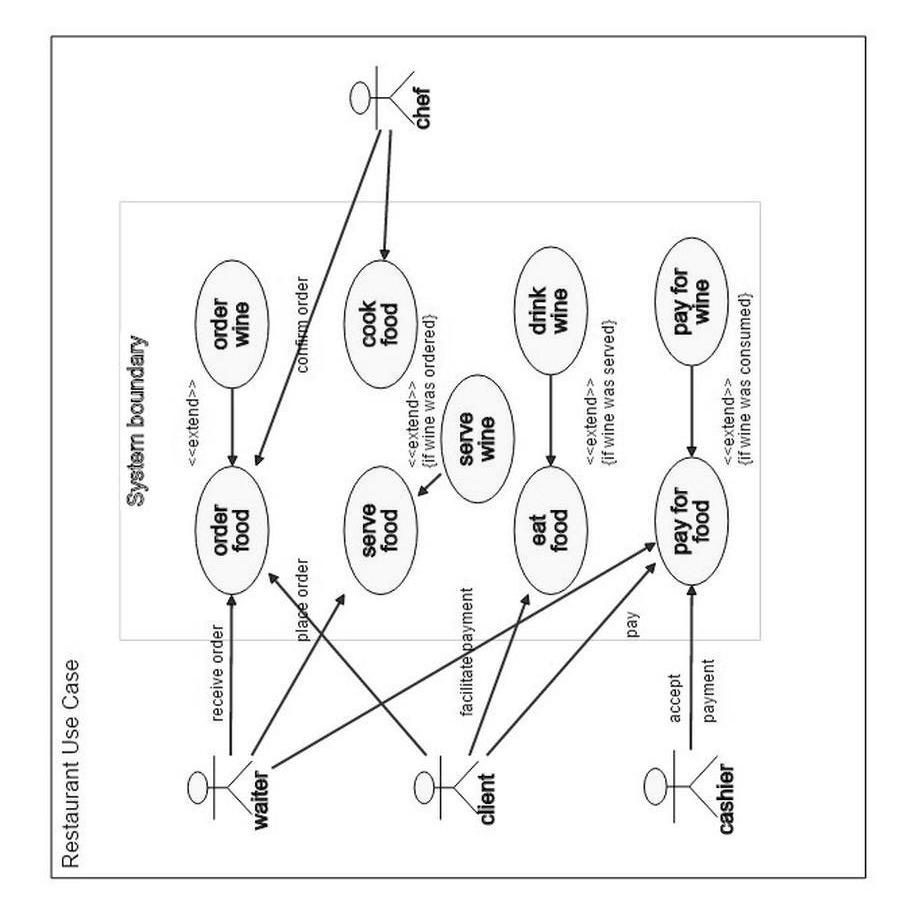 Restaurant Use Case
System boundary
waiter
client
cashier
chef
receive order
place order
confirm order
facilitate payment
pay
accept
payment
order
food
order
wine
<<extend>>
serve
food
cook
food
<<extend>>
{if wine was ordered}
serve
wine
eat
food
drink
wine
<<extend>>
{if wine was served}
pay for
food
pay for
wine
<<extend>>
{if wine was consumed}